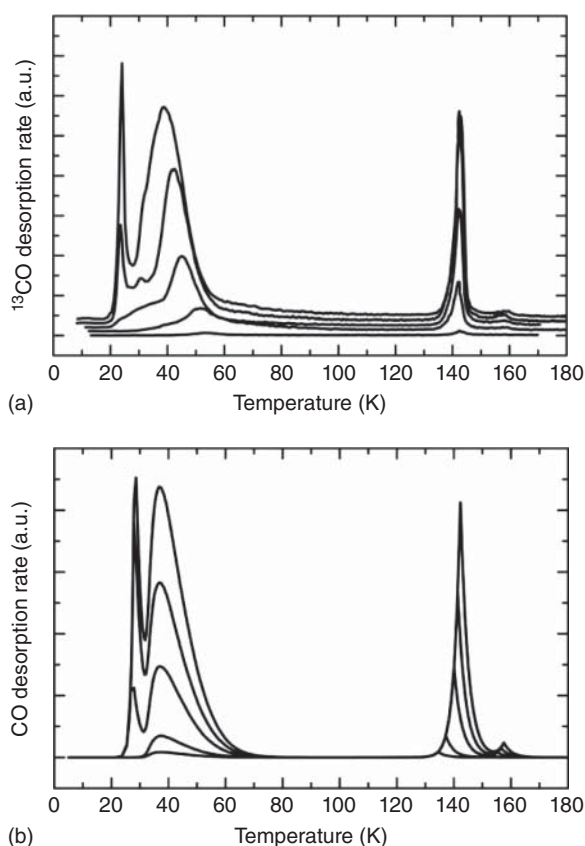 ¹³CO desorption rate (a.u.)
0 20 40 60 80 100 120 140 160 180
(a) Temperature (K)
CO desorption rate (a.u.)
0 20 40 60 80 100 120 140 160 180
(b) Temperature (K)